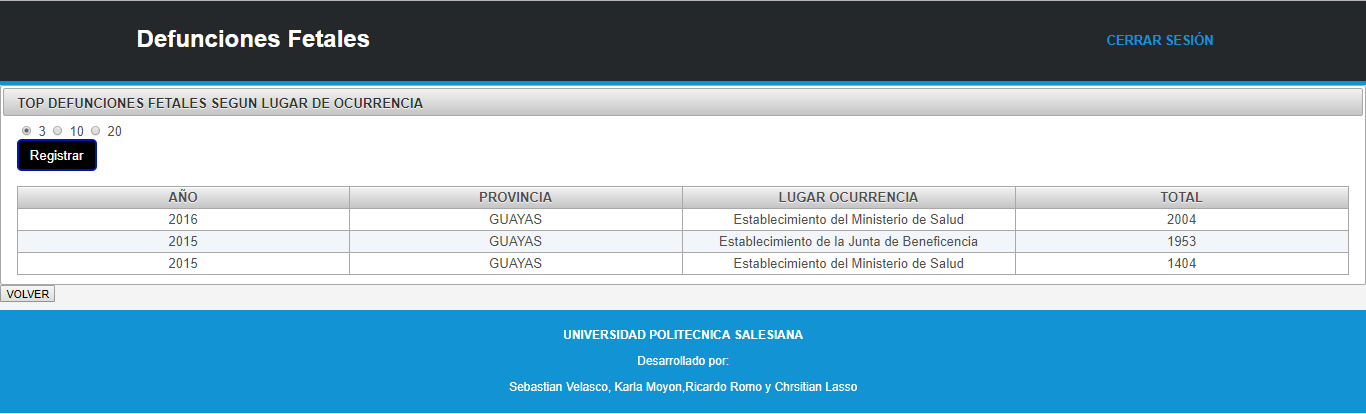 Defunciones Fetales
CERRAR SESIÓN
TOP DEFUNCIONES FETALES SEGUN LUGAR DE OCURRENCIA
3 10 20
Registrar
AÑO PROVINCIA LUGAR OCURRENCIA TOTAL
2016 GUAYAS Establecimiento del Ministerio de Salud 2004
2015 GUAYAS Establecimiento de la Junta de Beneficencia 1953
2015 GUAYAS Establecimiento del Ministerio de Salud 1404
VOLVER
UNIVERSIDAD POLITECNICA SALESIANA
Desarrollado por:
Sebastian Velasco, Karla Moyon,Ricardo Romo y Chrsitian Lasso